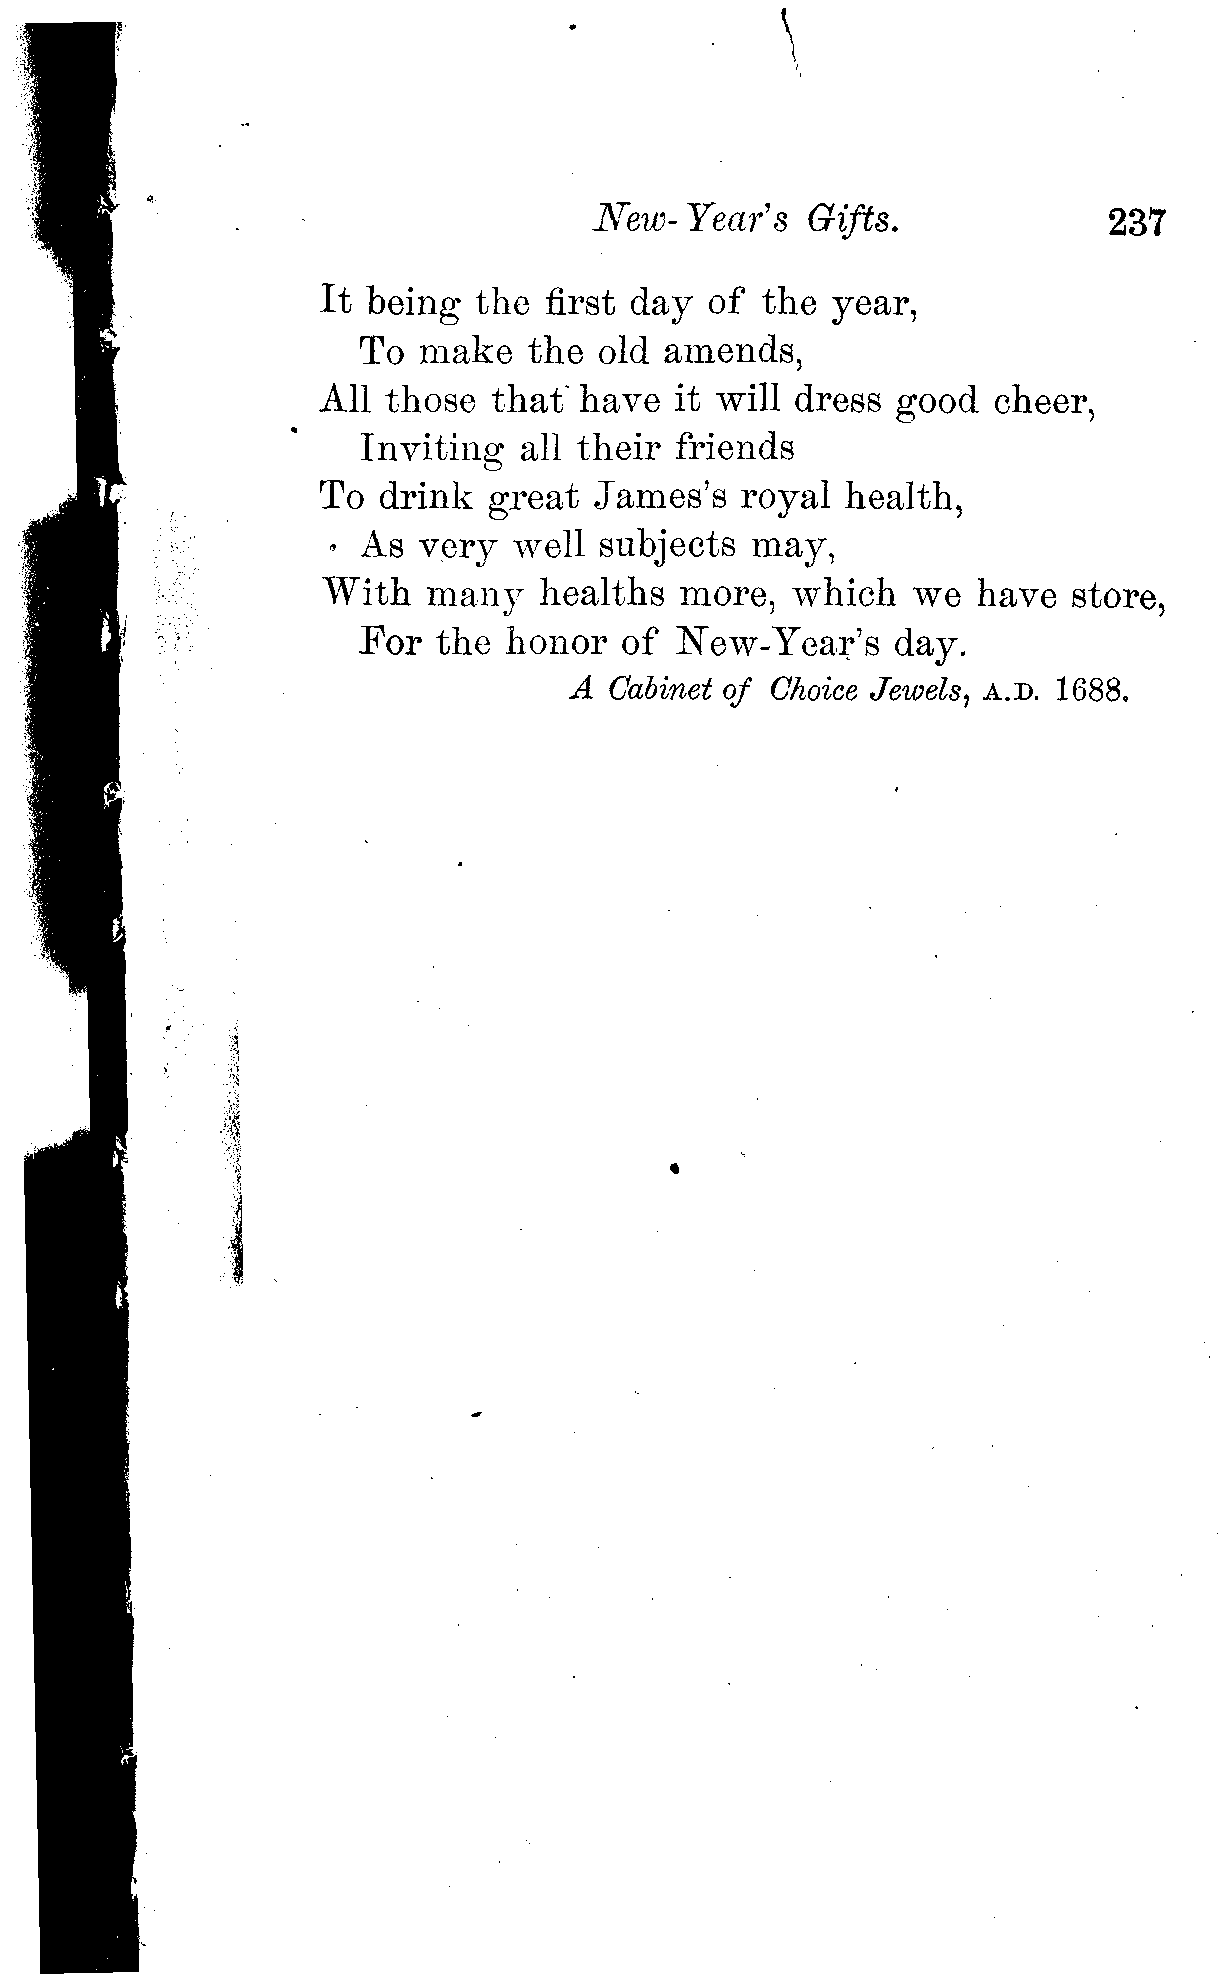 New-Year's Gifts. 237
It being the first day of the year,
To make the old amends,
All those that have it will dress good cheer,
Inviting all their friends
To drink great James's royal health,
As very well subjects may,
With many healths more, which we have store,
For the honor of New-Year's day.
A Cabinet of Choice Jewels, A.D. 1688.